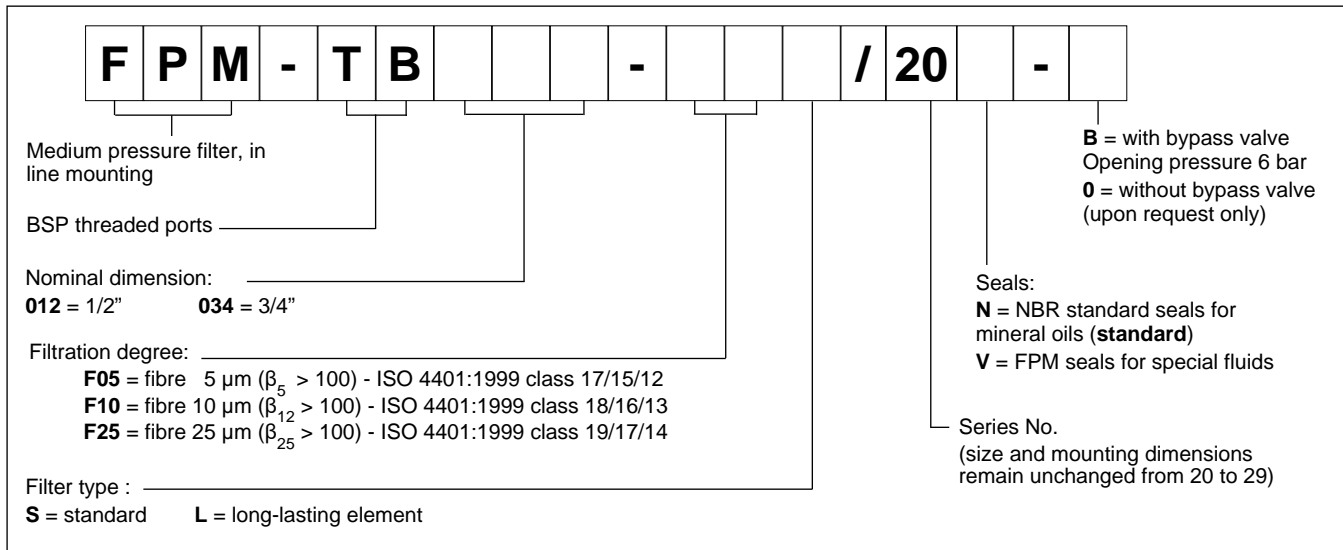 F P M - T B - / 20 -
Medium pressure filter, in
line mounting
BSP threaded ports
Nominal dimension:
012 = 1/2” 034 = 3/4”
Filtration degree:
F05 = fibre 5 µm (β5 > 100) - ISO 4401:1999 class 17/15/12
F10 = fibre 10 µm (β12 > 100) - ISO 4401:1999 class 18/16/13
F25 = fibre 25 µm (β25 > 100) - ISO 4401:1999 class 19/17/14
Filter type :
S = standard L = long-lasting element
B = with bypass valve
Opening pressure 6 bar
0 = without bypass valve
(upon request only)
Seals:
N = NBR standard seals for
mineral oils (standard)
V = FPM seals for special fluids
Series No.
(size and mounting dimensions
remain unchanged from 20 to 29)